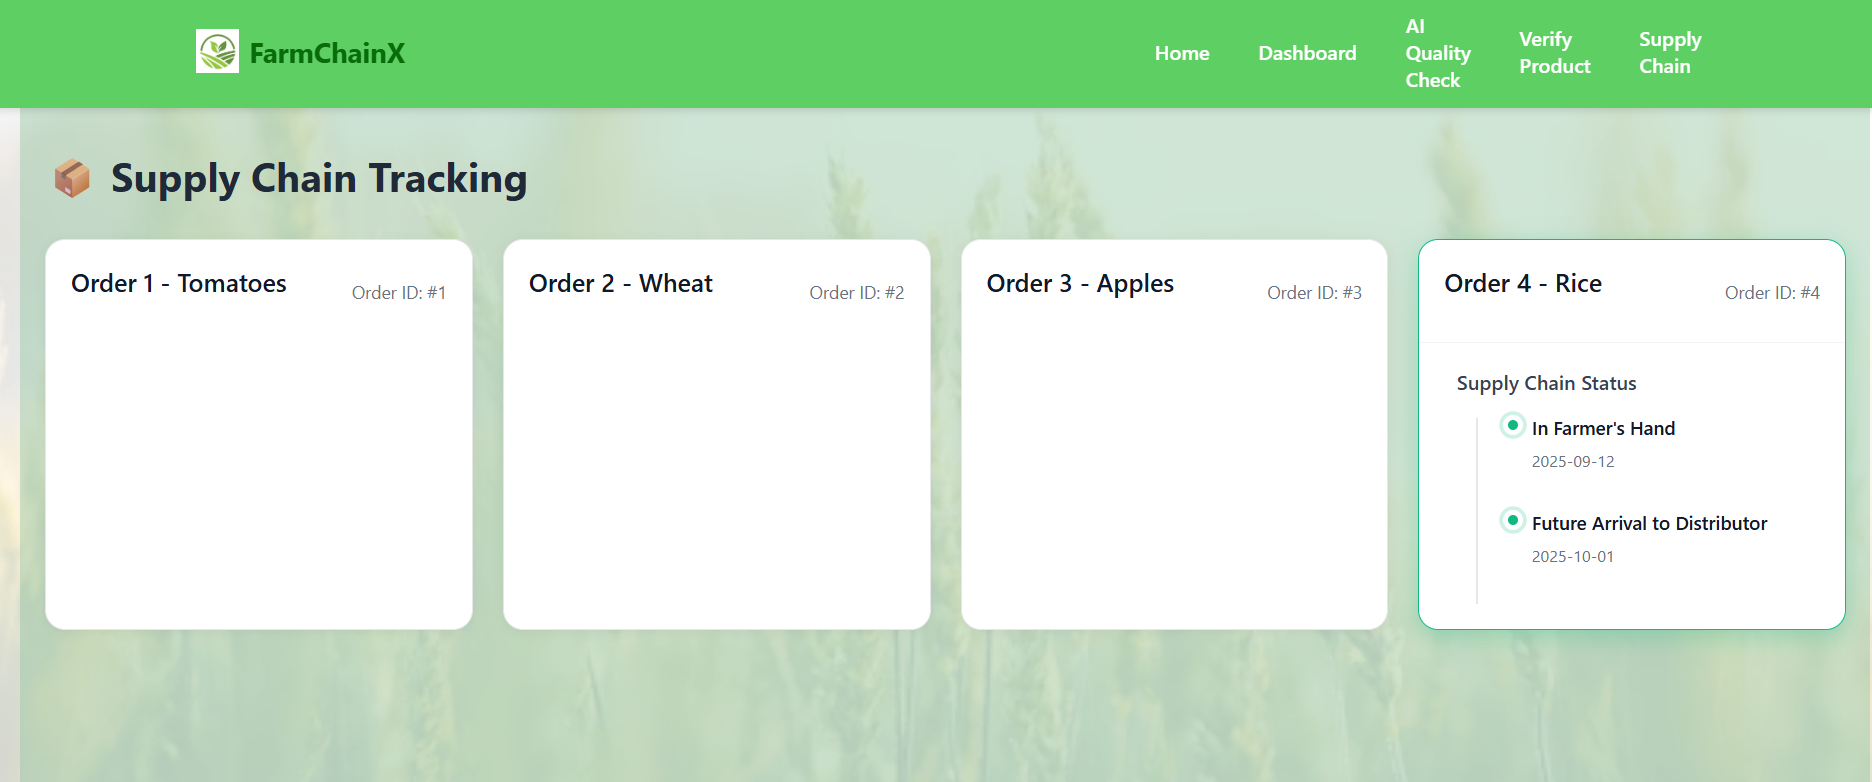 FarmChainX
Home
Dashboard
AI
Quality
Check
Verify
Product
Supply
Chain
Supply Chain Tracking
Order 1 - Tomatoes
Order ID: #1
Order 2 - Wheat
Order ID: #2
Order 3 - Apples
Order ID: #3
Order 4 - Rice
Order ID: #4
Supply Chain Status
In Farmer's Hand
2025-09-12
Future Arrival to Distributor
2025-10-01